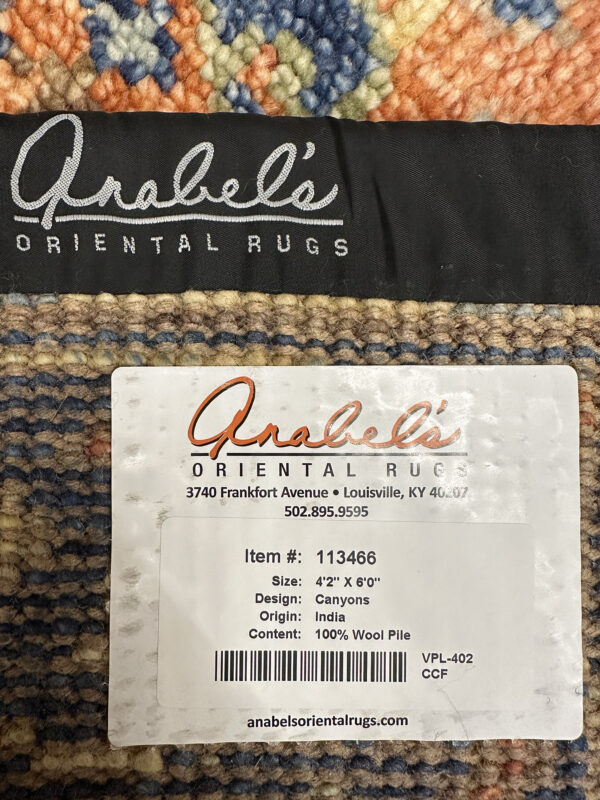 Anabel's
ORIENTAL RUGS
Anabel's
ORIENTAL RUGS
3740 Frankfort Avenue • Louisville, KY 40207
502.895.9595
Item #: 113466
Size: 4'2" X 6'0"
Design: Canyons
Origin: India
Content: 100% Wool Pile
VPL-402
CCF
anabelsorientalrugs.com